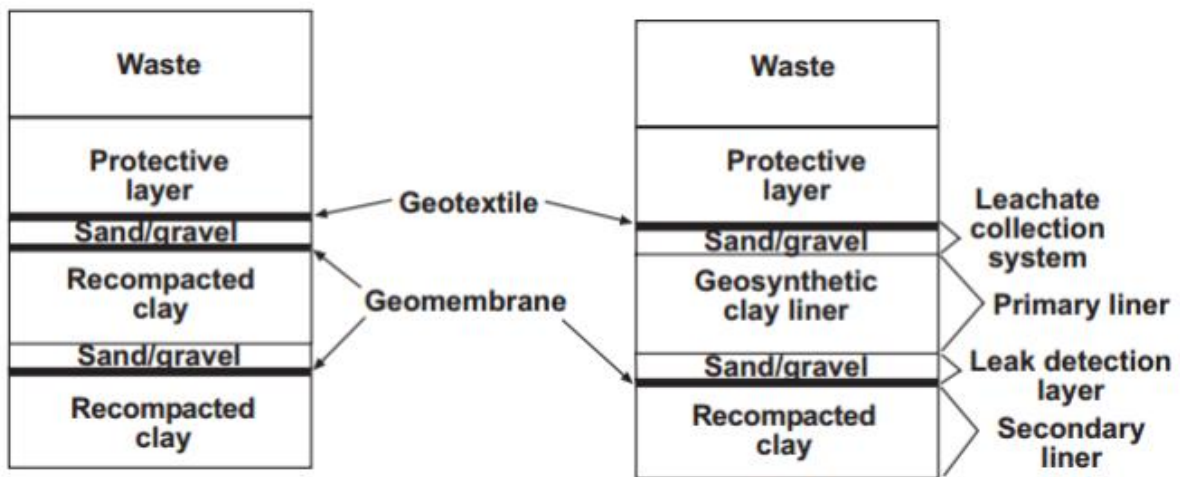 Waste
Protective
layer
Sand/gravel
Recompacted
clay
Sand/gravel
Recompacted
clay
Geotextile
Geomembrane
Waste
Protective
layer
Sand/gravel
Geosynthetic
clay liner
Sand/gravel
Recompacted
clay
Leachate
collection
system
Primary liner
Leak detection
layer
Secondary
liner